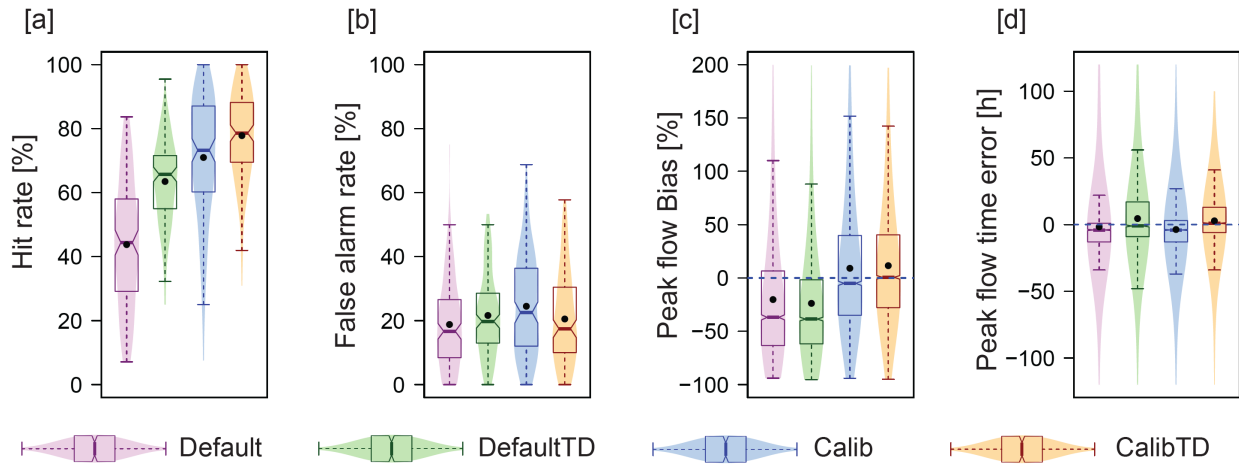 [a]
[b]
[c]
[d]
Hit rate [%]
100
80
60
40
20
0
False alarm rate [%]
100
80
60
40
20
0
Peak flow Bias [%]
200
150
100
50
0
−50
−100
Peak flow time error [h]
100
50
0
−50
−100
Default
DefaultTD
Calib
CalibTD